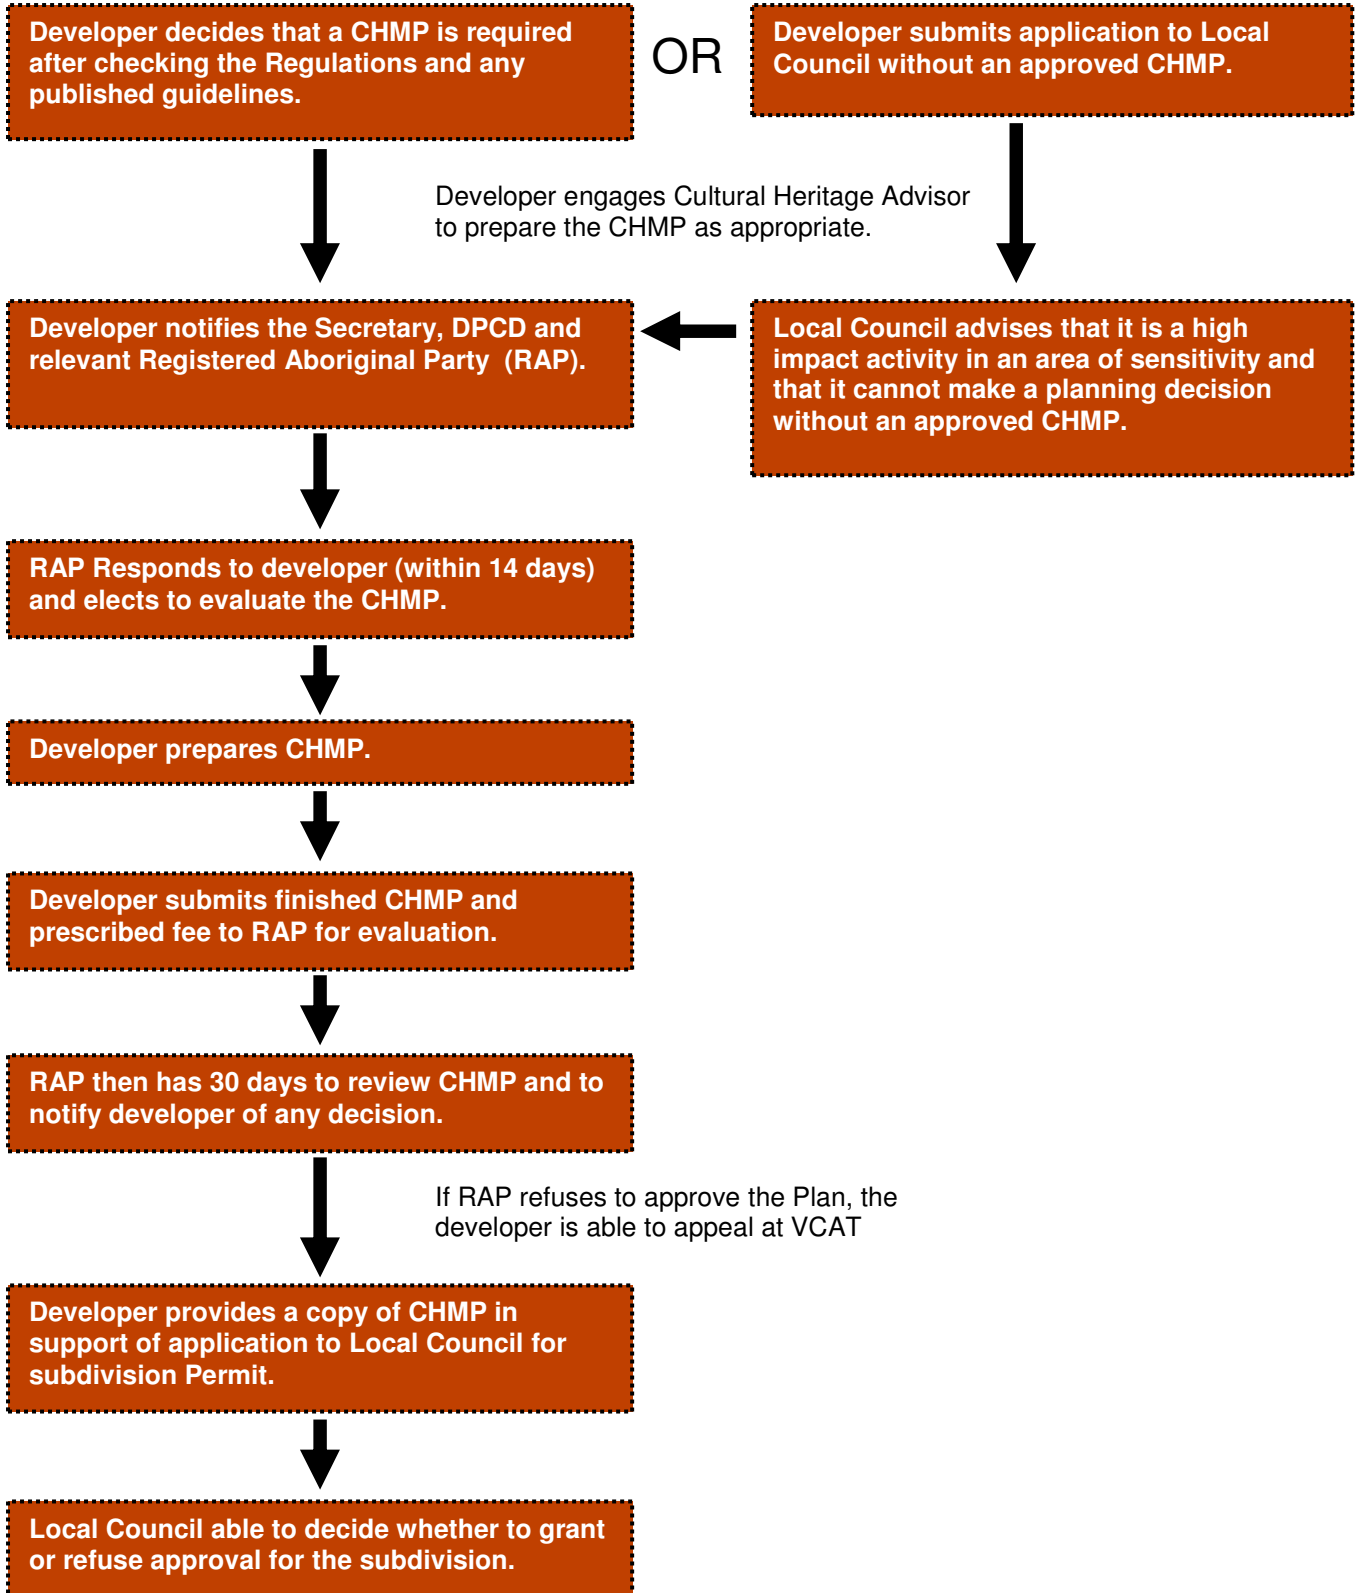 Developer decides that a CHMP is required
after checking the Regulations and any
published guidelines.
OR
Developer submits application to Local
Council without an approved CHMP.
Developer engages Cultural Heritage Advisor
to prepare the CHMP as appropriate.
Developer notifies the Secretary, DPCD and
relevant Registered Aboriginal Party (RAP).
Local Council advises that it is a high
impact activity in an area of sensitivity and
that it cannot make a planning decision
without an approved CHMP.
RAP Responds to developer (within 14 days)
and elects to evaluate the CHMP.
Developer prepares CHMP.
Developer submits finished CHMP and
prescribed fee to RAP for evaluation.
RAP then has 30 days to review CHMP and to
notify developer of any decision.
If RAP refuses to approve the Plan, the
developer is able to appeal at VCAT
Developer provides a copy of CHMP in
support of application to Local Council for
subdivision Permit.
Local Council able to decide whether to grant
or refuse approval for the subdivision.